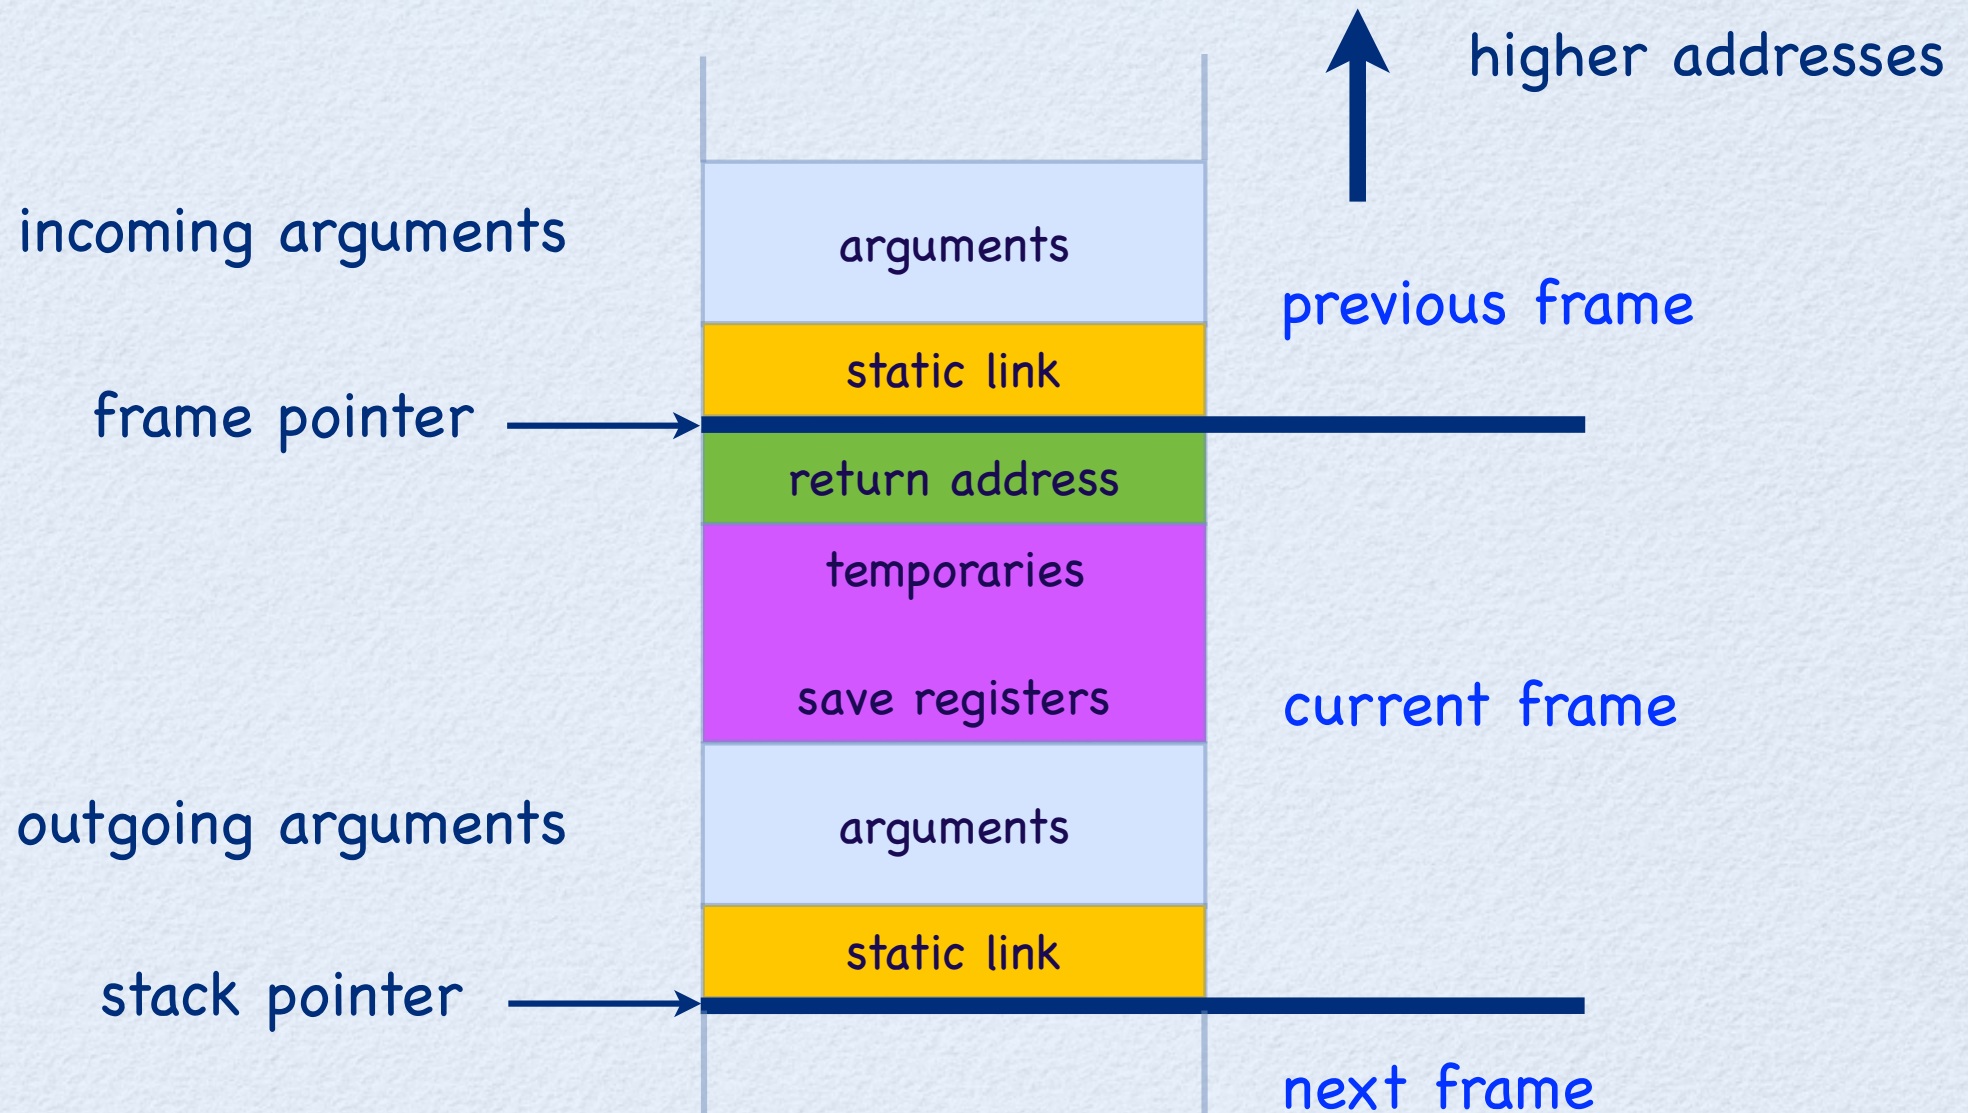 higher addresses
incoming arguments
arguments
previous frame
static link
frame pointer
return address
temporaries
save registers
current frame
outgoing arguments
arguments
static link
stack pointer
next frame